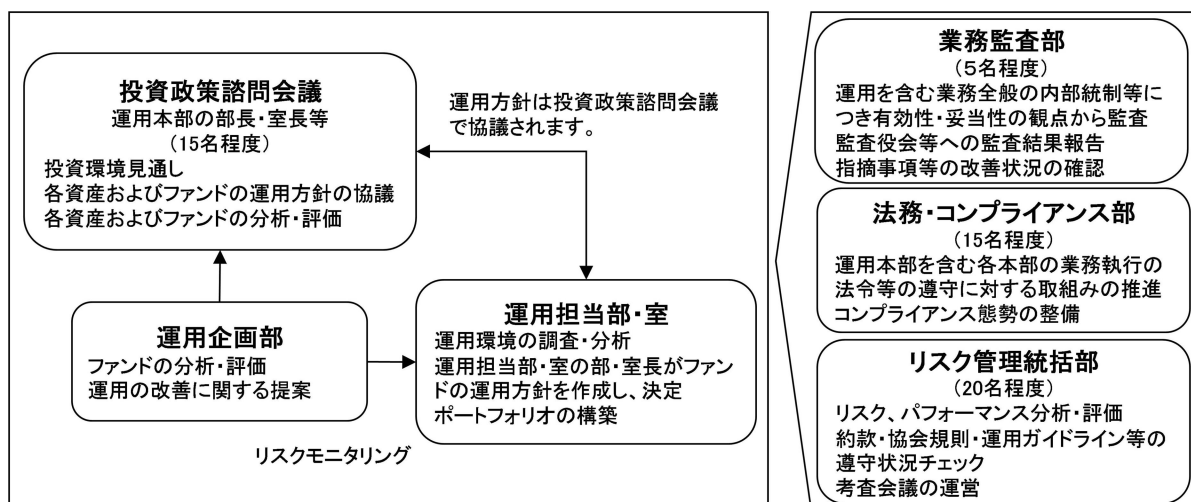 投資政策諮問会議
運用本部の部長・室長等
(15名程度)
投資環境見通し
各資産およびファンドの運用方針の協議
各資産およびファンドの分析・評価
運用方針は投資政策諮問会議
で協議されます。
運用企画部
ファンドの分析・評価
運用の改善に関する提案
運用担当部・室
運用環境の調査・分析
運用担当部・室の部・室長がファン
ドの運用方針を作成し、決定
ポートフォリオの構築
リスクモニタリング
業務監査部
(5名程度)
運用を含む業務全般の内部統制等に
つき有効性・妥当性の観点から監査
監査役会等への監査結果報告
指摘事項等の改善状況の確認
法務・コンプライアンス部
(15名程度)
運用本部を含む各本部の業務執行の
法令等の遵守に対する取組みの推進
コンプライアンス態勢の整備
リスク管理統括部
(20名程度)
リスク、パフォーマンス分析・評価
約款・協会規則・運用ガイドライン等の
遵守状況チェック
考査会議の運営